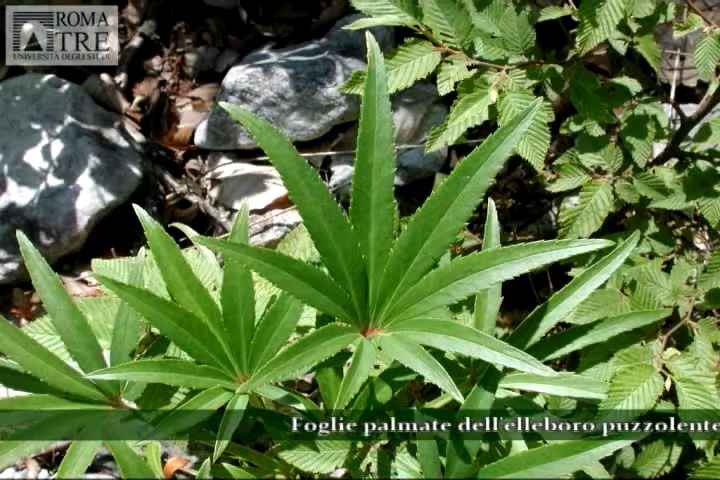 ROMA
TRE
UNIVERSITÀ DEGLI STUDI
Foglie palmate dell'elleboro puzzolente